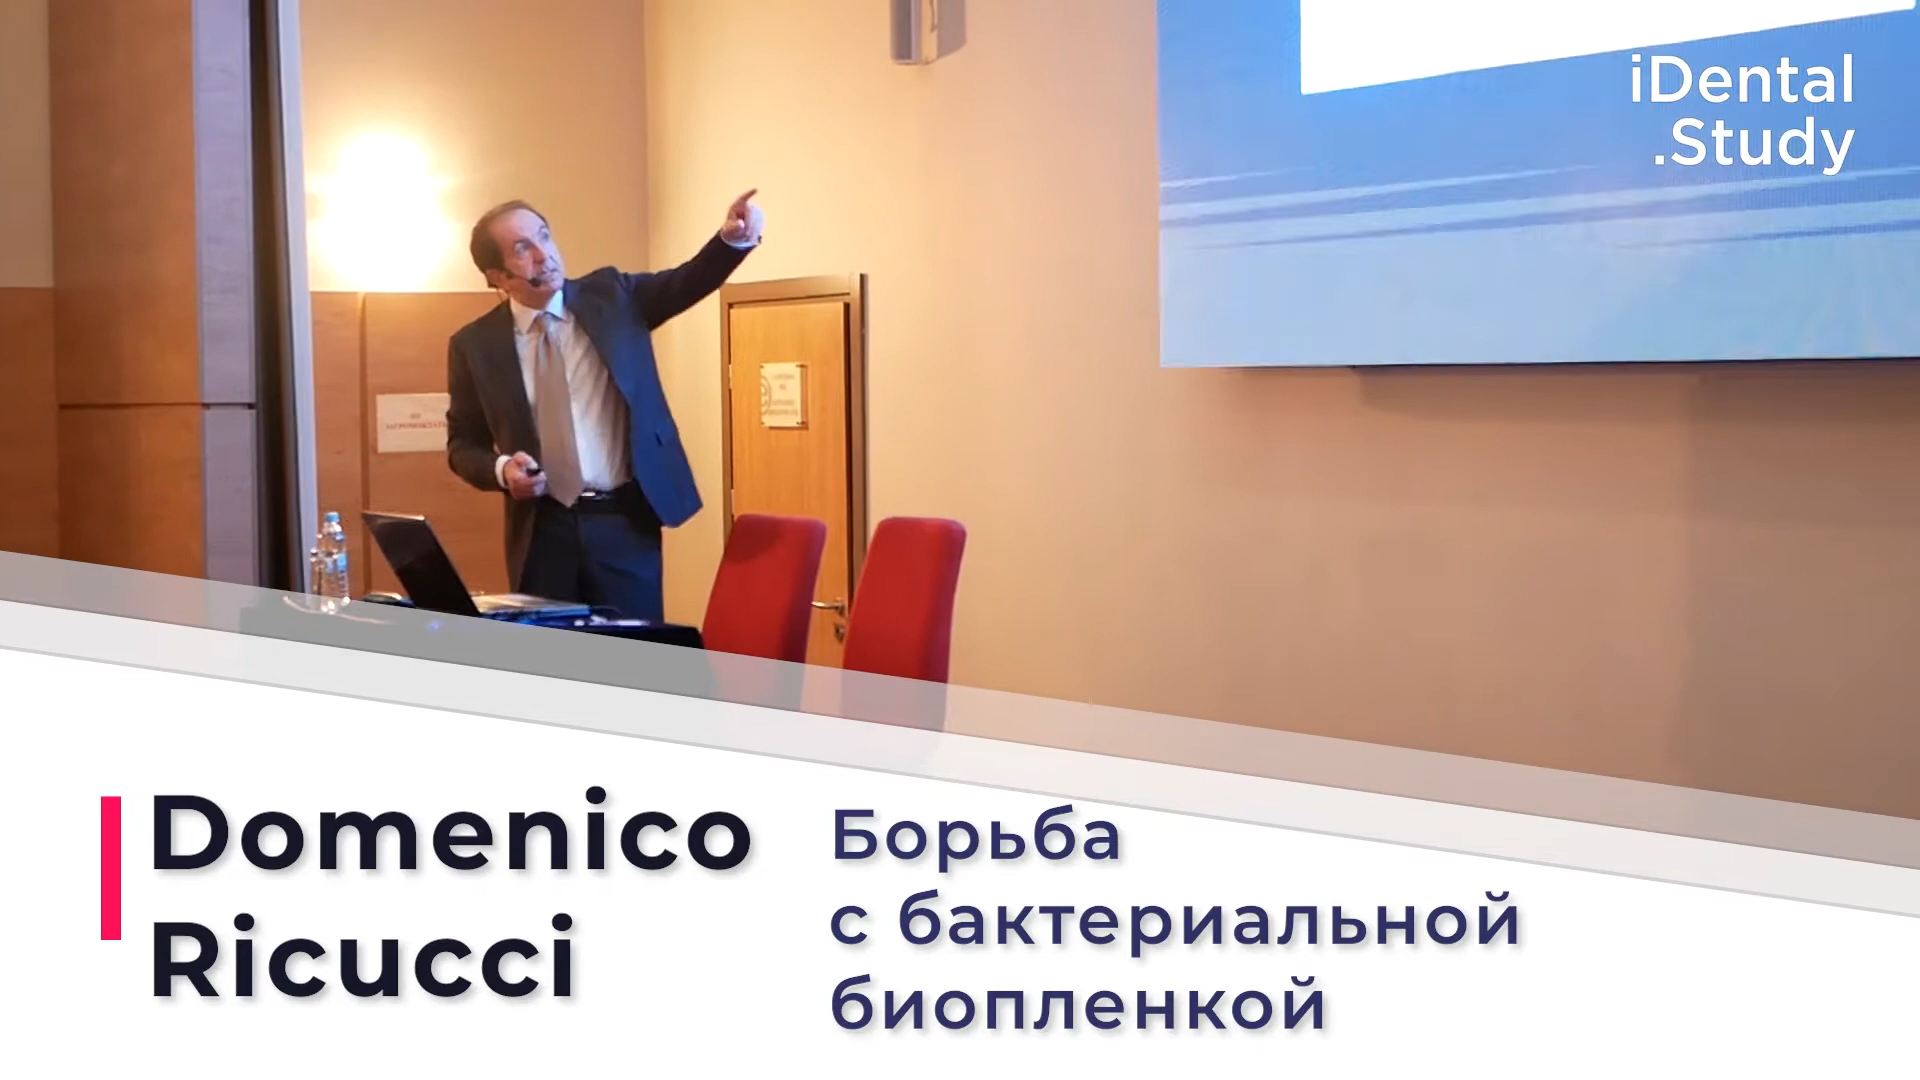 iDental
.Study
Domenico
Ricucci
Борьба
с бактериальной
биопленкой